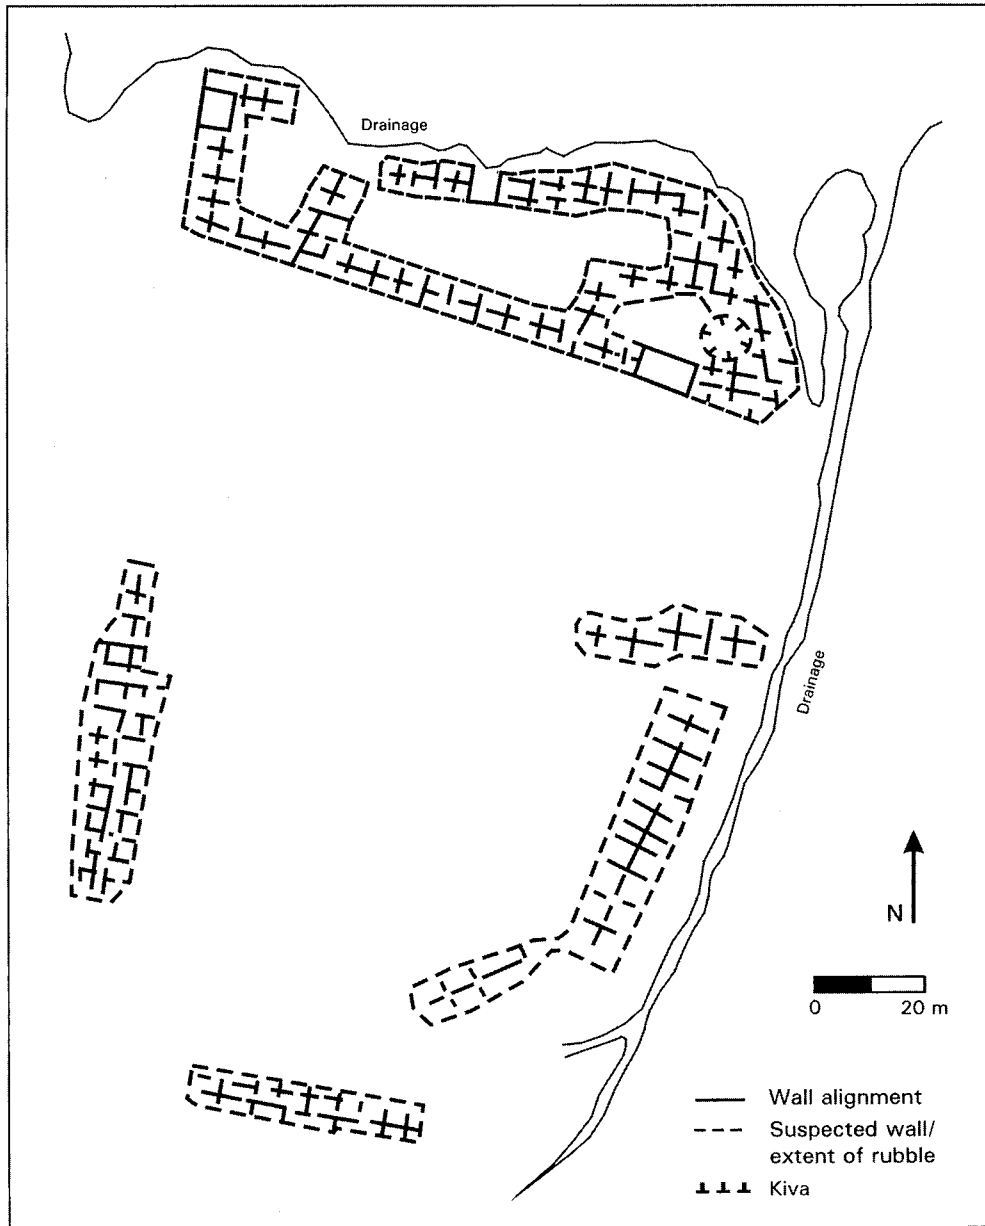 Drainage
Drainage
N
0 20 m
Wall alignment
Suspected wall/
extent of rubble
Kiva